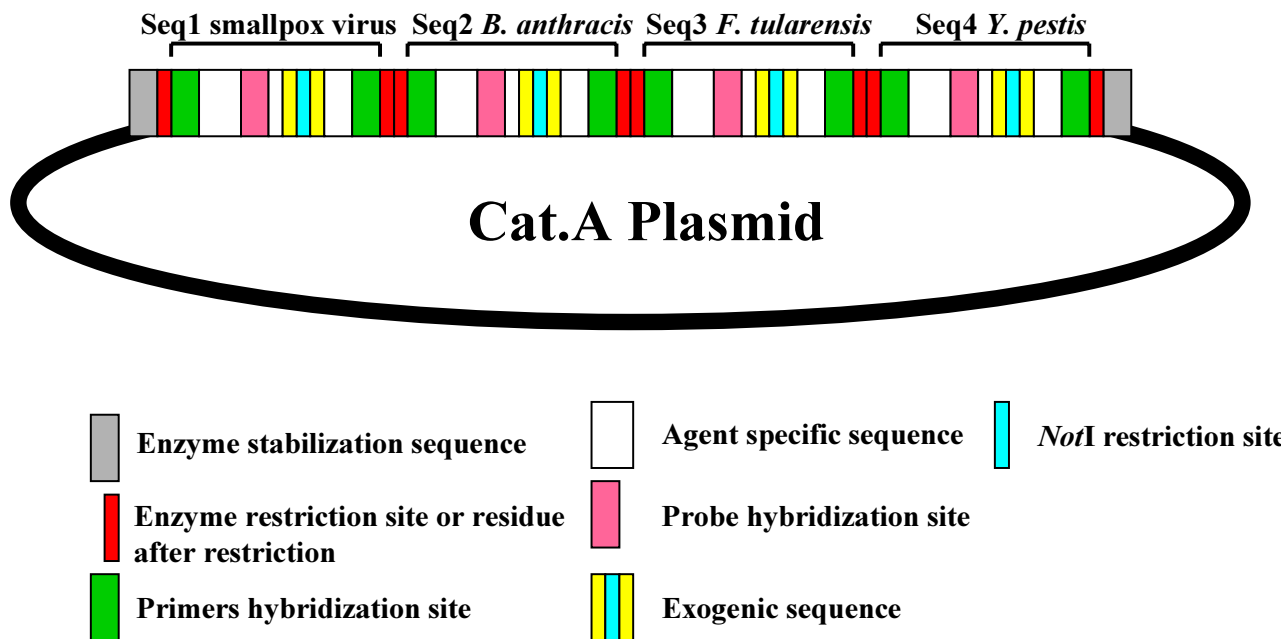 Seq1 smallpox virus Seq2 B. anthracis Seq3 F. tularensis Seq4 Y. pestis
Cat.A Plasmid
Enzyme stabilization sequence
Agent specific sequence
NotI restriction site
Enzyme restriction site or residue
after restriction
Probe hybridization site
Primers hybridization site
Exogenic sequence